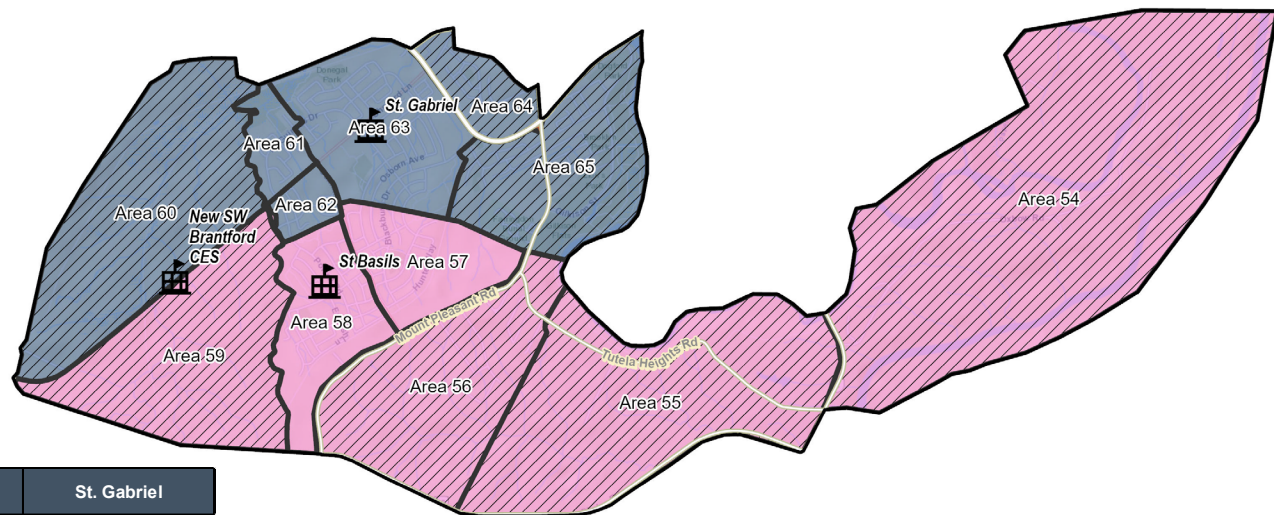 St. Gabriel
Area 64
Area 63
Area 61
Osborn Ave
Area 65
Area 54
Area 62
Area 60
New SW
Brantford
CES
St Basils
Area 57
Mount Pleasant Rd
Area 58
Area 59
Tutela Heights Rd
Area 56
Area 55
St. Gabriel